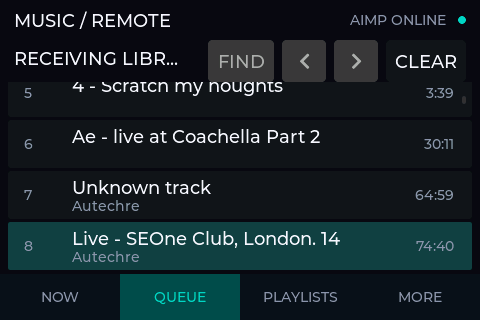 MUSIC / REMOTE
AIMP ONLINE
RECEIVING LIBR...
FIND
CLEAR
5 4 - Scratch my noughts 3:39
6 Ae - live at Coachella Part 2 30:11
7 Unknown track 64:59
Autechre
8 Live - SEOne Club, London. 14 74:40
Autechre
NOW QUEUE PLAYLISTS MORE